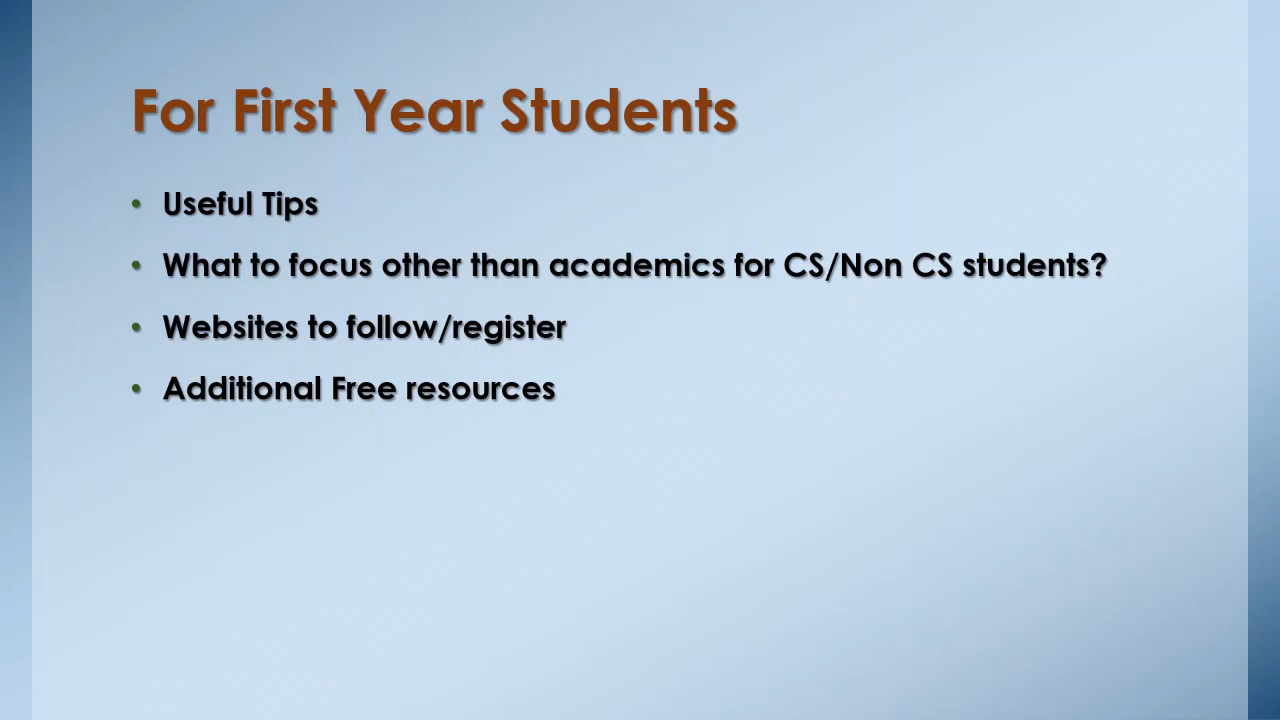 For First Year Students
• Useful Tips
• What to focus other than academics for CS/Non CS students?
• Websites to follow/register
• Additional Free resources